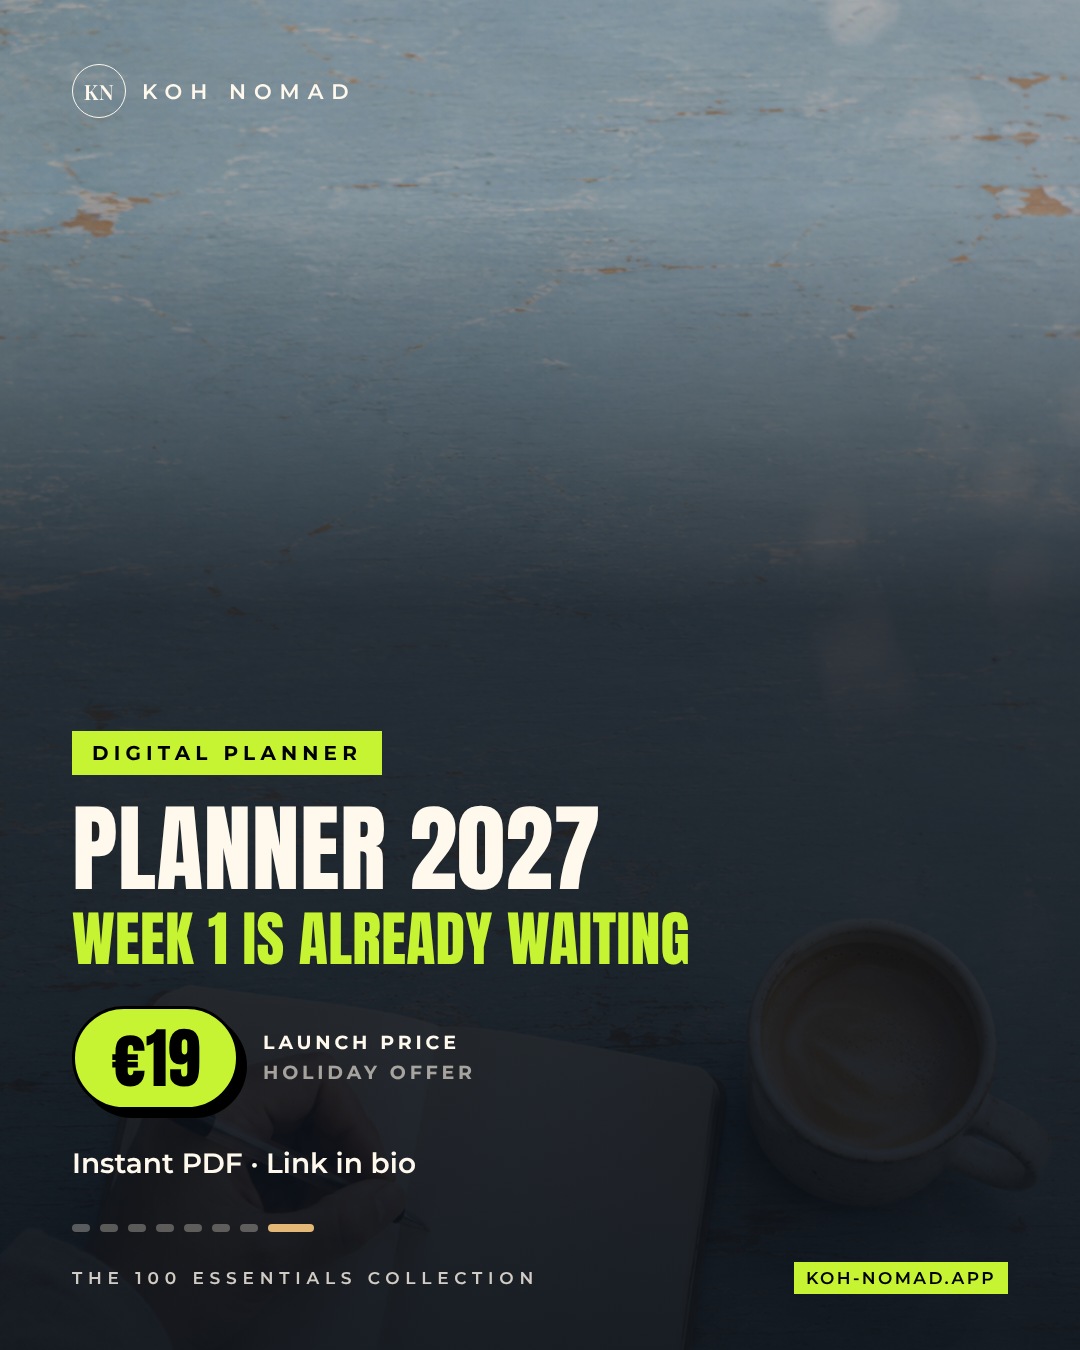 KN KOH NOMAD
DIGITAL PLANNER
PLANNER 2027
WEEK 1 IS ALREADY WAITING
€19
LAUNCH PRICE
HOLIDAY OFFER
Instant PDF · Link in bio
THE 100 ESSENTIALS COLLECTION
KOH-NOMAD.APP